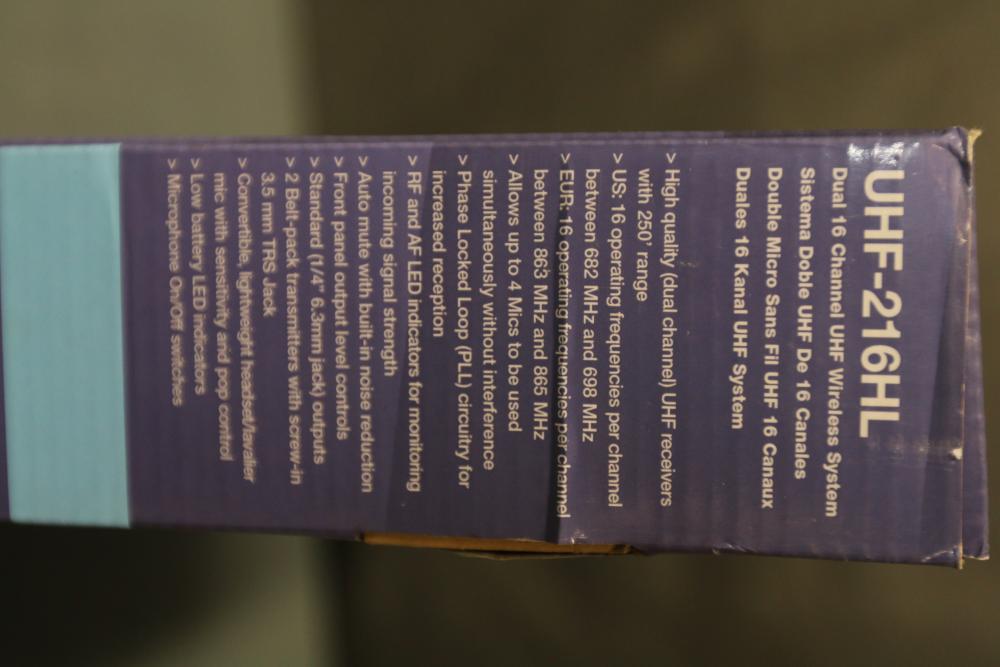 UHF-216HL
Dual 16 Channel UHF Wireless System
Sistema Doble UHF De 16 Canales
Double Micro Sans Fil UHF 16 Canaux
Duales 16 Kanal UHF System
> High quality (dual channel) UHF receivers
with 250' range
> US: 16 operating frequencies per channel
between 682 MHz and 698 MHz
> EUR: 16 operating frequencies per channel
between 863 MHz and 865 MHz
> Allows up to 4 Mics to be used
simultaneously without interference
> Phase Locked Loop (PLL) circuitry for
increased reception
> RF and AF LED indicators for monitoring
incoming signal strength
> Auto mute with built-in noise reduction
> Front panel output level controls
> Standard (1/4" 6.3mm jack) outputs
> 2 Belt-pack transmitters with screw-in
3.5 mm TRS Jack
> Convertible, lightweight headset/lavalier
mic with sensitivity and pop control
> Low battery LED indicators
> Microphone On/Off switches